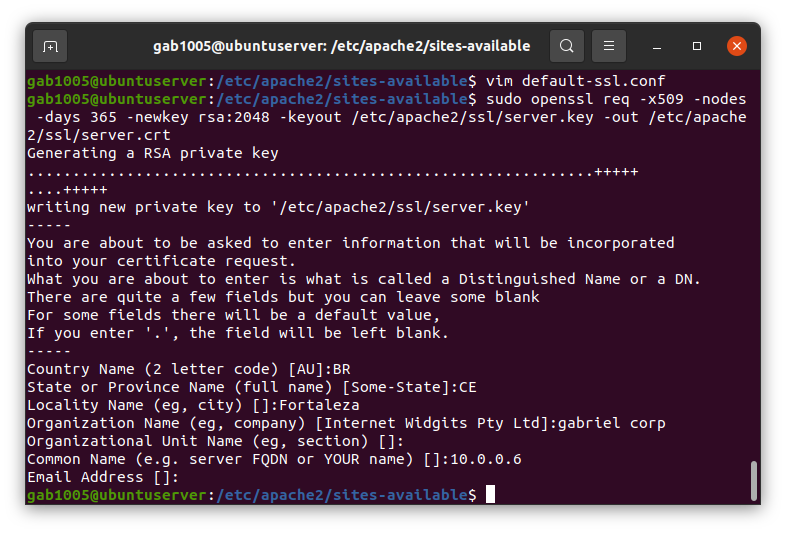 gab1005@ubuntuserver: /etc/apache2/sites-available
gab1005@ubuntuserver:/etc/apache2/sites-available$ vim default-ssl.conf
gab1005@ubuntuserver:/etc/apache2/sites-available$ sudo openssl req -x509 -nodes
 -days 365 -newkey rsa:2048 -keyout /etc/apache2/ssl/server.key -out /etc/apache
2/ssl/server.crt
Generating a RSA private key
...............................................................+++++
....+++++
writing new private key to '/etc/apache2/ssl/server.key'
-----
You are about to be asked to enter information that will be incorporated
into your certificate request.
What you are about to enter is what is called a Distinguished Name or a DN.
There are quite a few fields but you can leave some blank
For some fields there will be a default value,
If you enter '.', the field will be left blank.
-----
Country Name (2 letter code) [AU]:BR
State or Province Name (full name) [Some-State]:CE
Locality Name (eg, city) []:Fortaleza
Organization Name (eg, company) [Internet Widgits Pty Ltd]:gabriel corp
Organizational Unit Name (eg, section) []:
Common Name (e.g. server FQDN or YOUR name) []:10.0.0.6
Email Address []:
gab1005@ubuntuserver:/etc/apache2/sites-available$